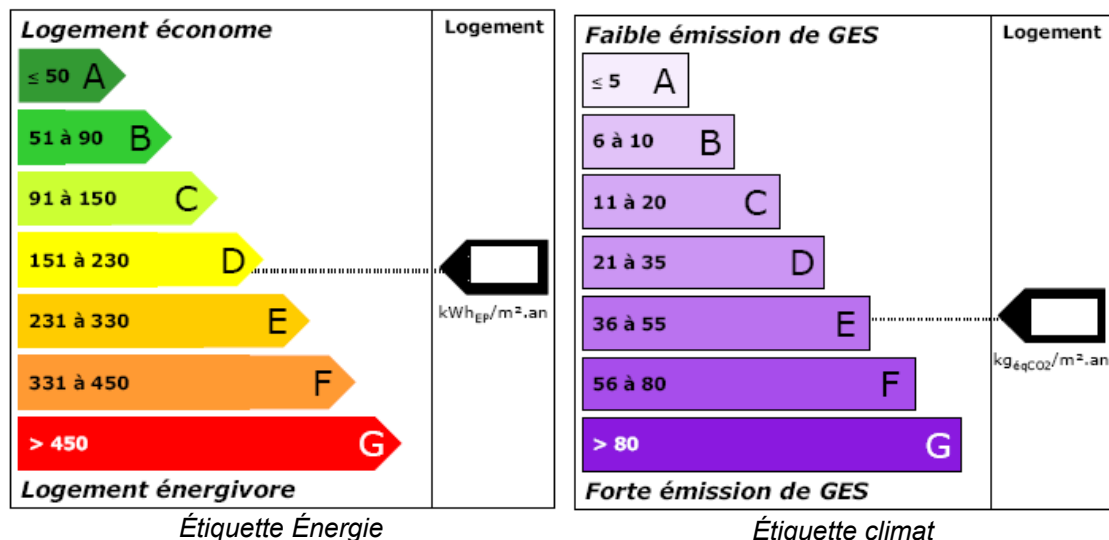 Logement économe
Logement
≤ 50 A
51 à 90 B
91 à 150 C
151 à 230 D
231 à 330 E
331 à 450 F
> 450 G
kWhEP/m².an
Logement énergivore
Étiquette Énergie
Faible émission de GES
Logement
≤ 5 A
6 à 10 B
11 à 20 C
21 à 35 D
36 à 55 E
56 à 80 F
> 80 G
kgéqCO2/m².an
Forte émission de GES
Étiquette climat